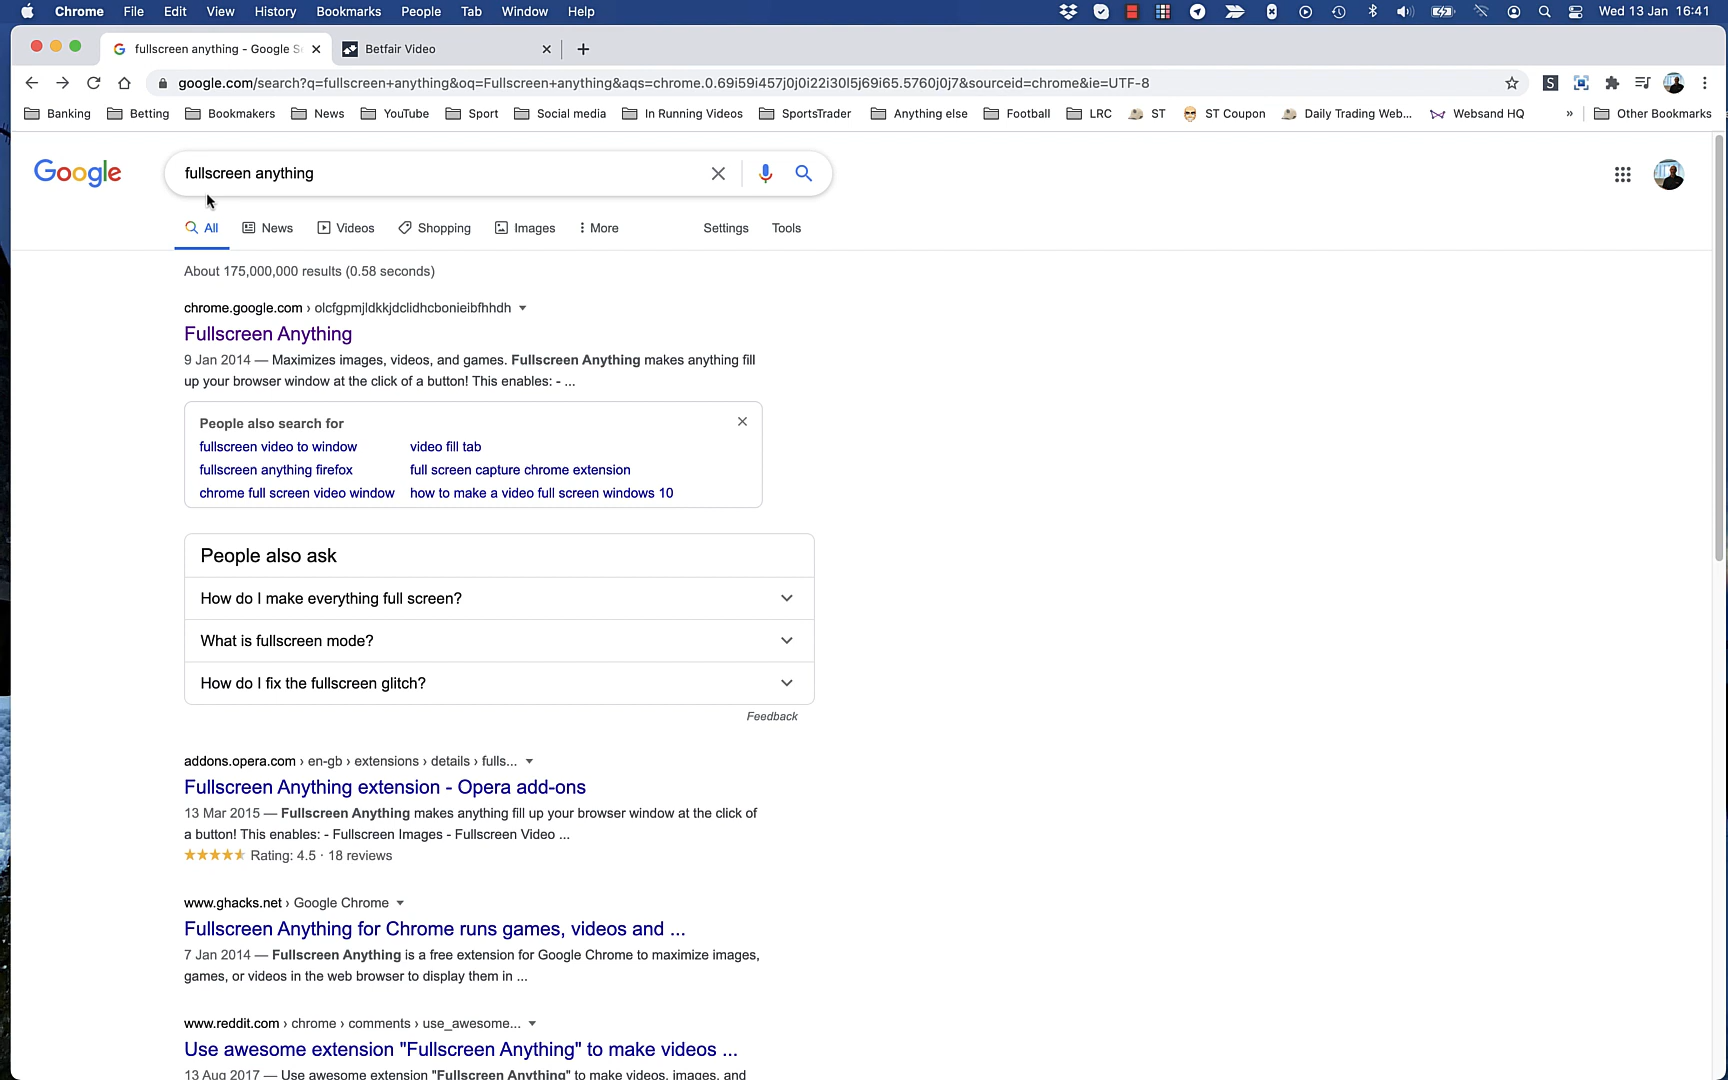 Chrome File Edit View History Bookmarks People Tab Window Help Wed 13 Jan 16:41
fullscreen anything - Google S Betfair Video
google.com/search?q=fullscreen+anything&oq=Fullscreen+anything&aqs=chrome.0.69i59i457j0j0i22i30l5j69i65.5760j0j7&sourceid=chrome&ie=UTF-8
Banking Betting Bookmakers News YouTube Sport Social media In Running Videos SportsTrader Anything else Football LRC ST ST Coupon Daily Trading Web... Websand HQ » Other Bookmarks
Google fullscreen anything
All News Videos Shopping Images More Settings Tools
About 175,000,000 results (0.58 seconds)
chrome.google.com › olcfgpmjldkkjdclidhcbonieibfhhdh
Fullscreen Anything
9 Jan 2014 — Maximizes images, videos, and games. Fullscreen Anything makes anything fill
up your browser window at the click of a button! This enables: - ...
People also search for
fullscreen video to window video fill tab
fullscreen anything firefox full screen capture chrome extension
chrome full screen video window how to make a video full screen windows 10
People also ask
How do I make everything full screen?
What is fullscreen mode?
How do I fix the fullscreen glitch?
Feedback
addons.opera.com › en-gb › extensions › details › fulls...
Fullscreen Anything extension - Opera add-ons
13 Mar 2015 — Fullscreen Anything makes anything fill up your browser window at the click of
a button! This enables: - Fullscreen Images - Fullscreen Video ...
Rating: 4.5 · 18 reviews
www.ghacks.net › Google Chrome
Fullscreen Anything for Chrome runs games, videos and ...
7 Jan 2014 — Fullscreen Anything is a free extension for Google Chrome to maximize images,
games, or videos in the web browser to display them in ...
www.reddit.com › chrome › comments › use_awesome...
Use awesome extension "Fullscreen Anything" to make videos ...
13 Aug 2017 — Use awesome extension "Fullscreen Anything" to make videos, images, and